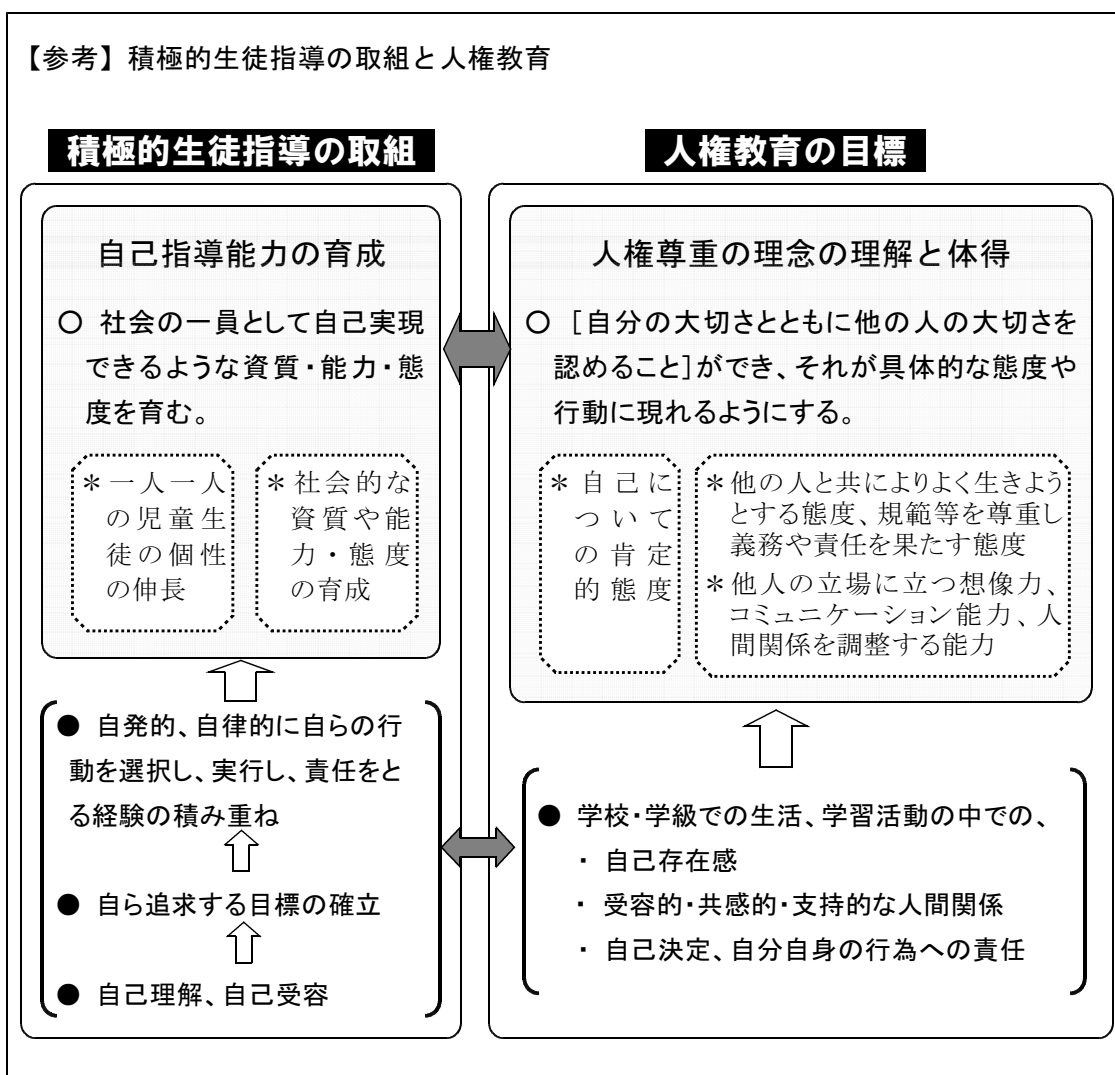 【参考】積極的生徒指導の取組と人権教育
積極的生徒指導の取組
自己指導能力の育成
○ 社会の一員として自己実現
できるような資質・能力・態
度を育む。
＊一人一人
の児童生
徒の個性
の伸長
＊社会的な
資質や能
力・態度
の育成
● 自発的、自律的に自らの行
動を選択し、実行し、責任をと
る経験の積み重ね
● 自ら追求する目標の確立
● 自己理解、自己受容
人権教育の目標
人権尊重の理念の理解と体得
○ ［自分の大切さとともに他の人の大切さを
認めること］ができ、それが具体的な態度や
行動に現れるようにする。
＊自己に
ついて
の肯定
的態度
＊他の人と共によりよく生きよう
とする態度、規範等を尊重し
義務や責任を果たす態度
＊他人の立場に立つ想像力、
コミュニケーション能力、人
間関係を調整する能力
● 学校・学級での生活、学習活動の中での、
・ 自己存在感
・ 受容的・共感的・支持的な人間関係
・ 自己決定、自分自身の行為への責任